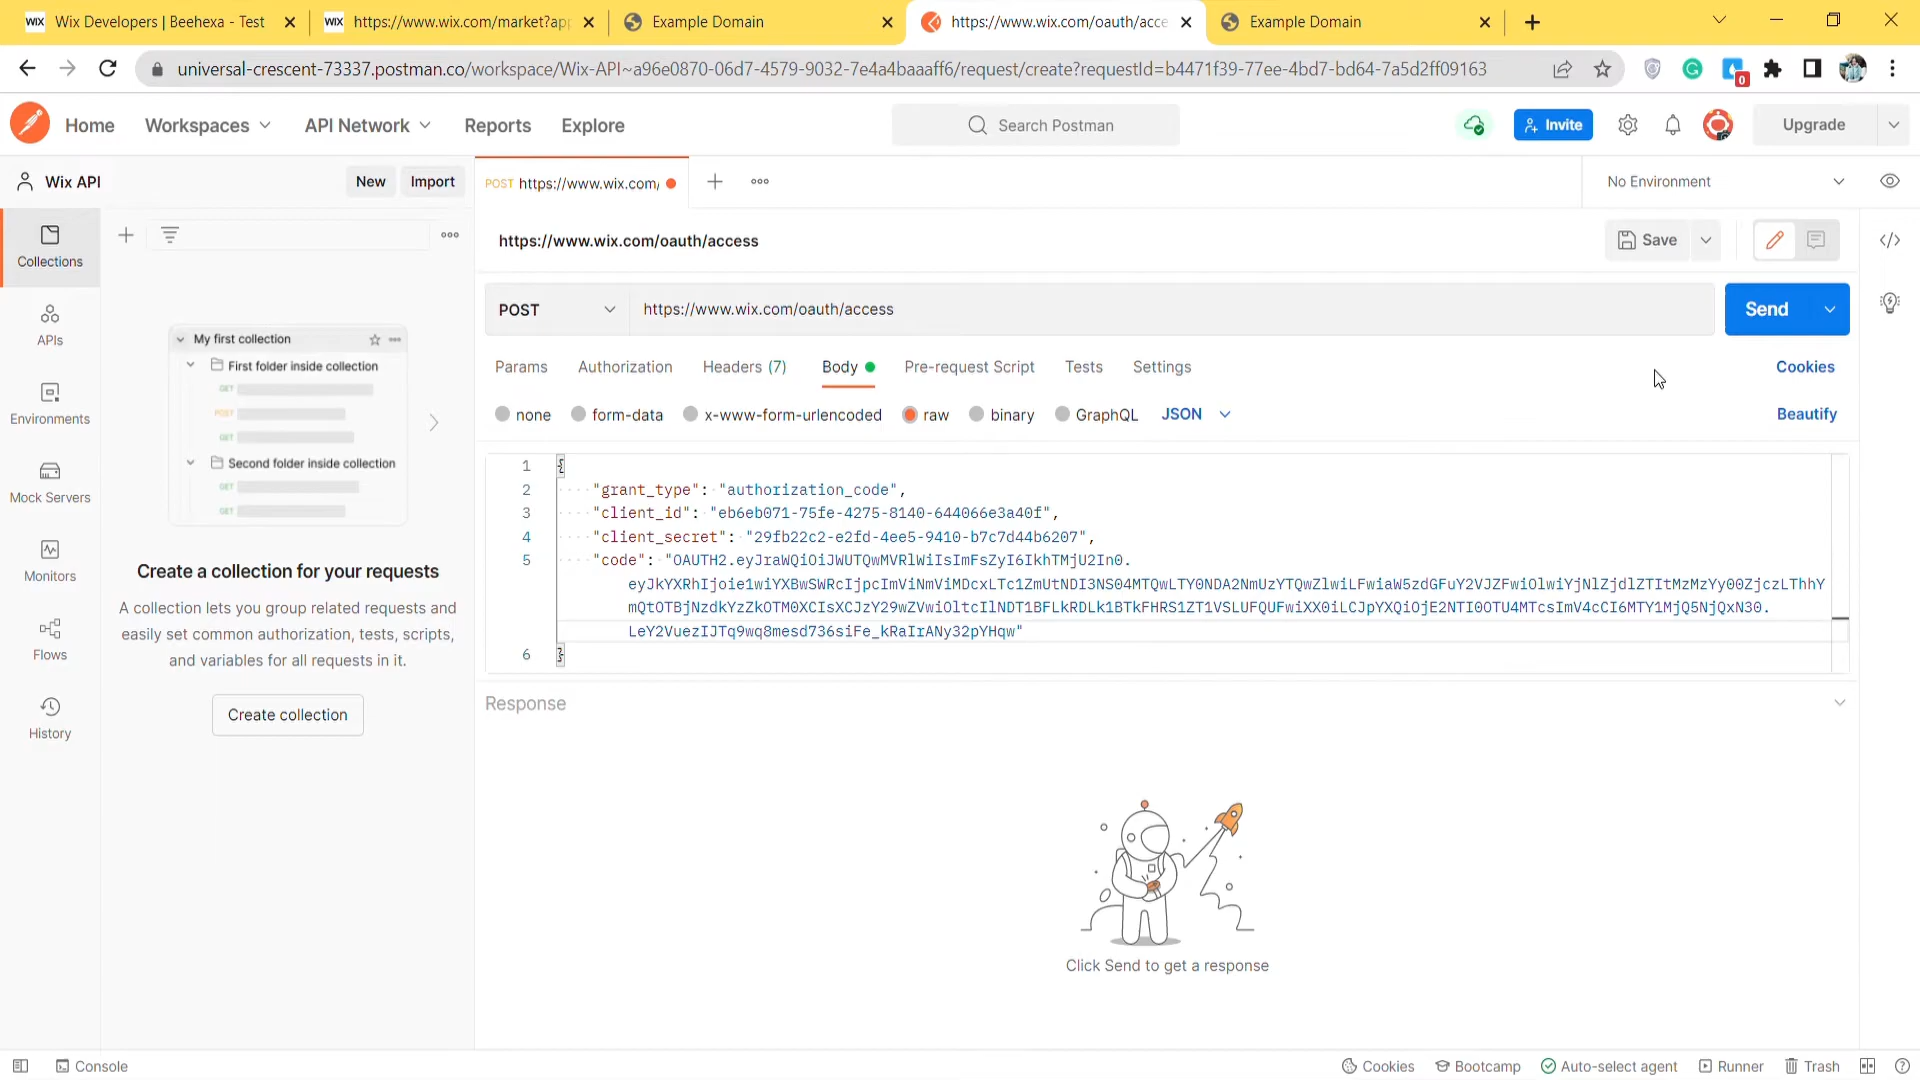 WIX Wix Developers | Beehexa - Test
WIX https://www.wix.com/market?app
Example Domain
https://www.wix.com/oauth/acce
Example Domain
universal-crescent-73337.postman.co/workspace/Wix-API~a96e0870-06d7-4579-9032-7e4a4baaaff6/request/create?requestId=b4471f39-77ee-4bd7-bd64-7a5d2ff09163
0
Home Workspaces API Network Reports Explore
Search Postman
Invite
Upgrade
Wix API
New
Import
POST https://www.wix.com/
No Environment
Collections
APIs
Environments
Mock Servers
Monitors
Flows
History
My first collection
First folder inside collection
GET
POST
GET
Second folder inside collection
GET
GET
Create a collection for your requests
A collection lets you group related requests and
easily set common authorization, tests, scripts,
and variables for all requests in it.
Create collection
https://www.wix.com/oauth/access
Save
POST
https://www.wix.com/oauth/access
Send
Params Authorization Headers (7) Body Pre-request Script Tests Settings
Cookies
none form-data x-www-form-urlencoded raw binary GraphQL JSON
Beautify
1 {
2 "grant_type": "authorization_code",
3 "client_id": "eb6eb071-75fe-4275-8140-644066e3a40f",
4 "client_secret": "29fb22c2-e2fd-4ee5-9410-b7c7d44b6207",
5 "code": "OAUTH2.eyJraWQiOiJWUTQwMVRlWiIsImFsZyI6IkhTMjU2In0.
eyJkYXRhIjoie1wiYXBwSWRcIjpcImViNmViMDcxLTc1ZmUtNDI3NS04MTQwLTY0NDA2NmUzYTQwZlwiLFwiaW5zdGFuY2VJZFwiOlwiYjNlZjdlZTItMzMzYy00ZjczLThhY
mQtOTBjNzdkYzZkOTM0XCIsXCJzY29wZVwiOltcIlNDT1BFLkRDLk1BTkFHRS1ZT1VSLUFQUFwiXX0iLCJpYXQiOjE2NTI0OTU4MTcsImV4cCI6MTY1MjQ5NjQxN30.
LeY2VuezIJTq9wq8mesd736siFe_kRaIrANy32pYHqw"
6 }
Response
Click Send to get a response
Console
Cookies Bootcamp Auto-select agent Runner Trash